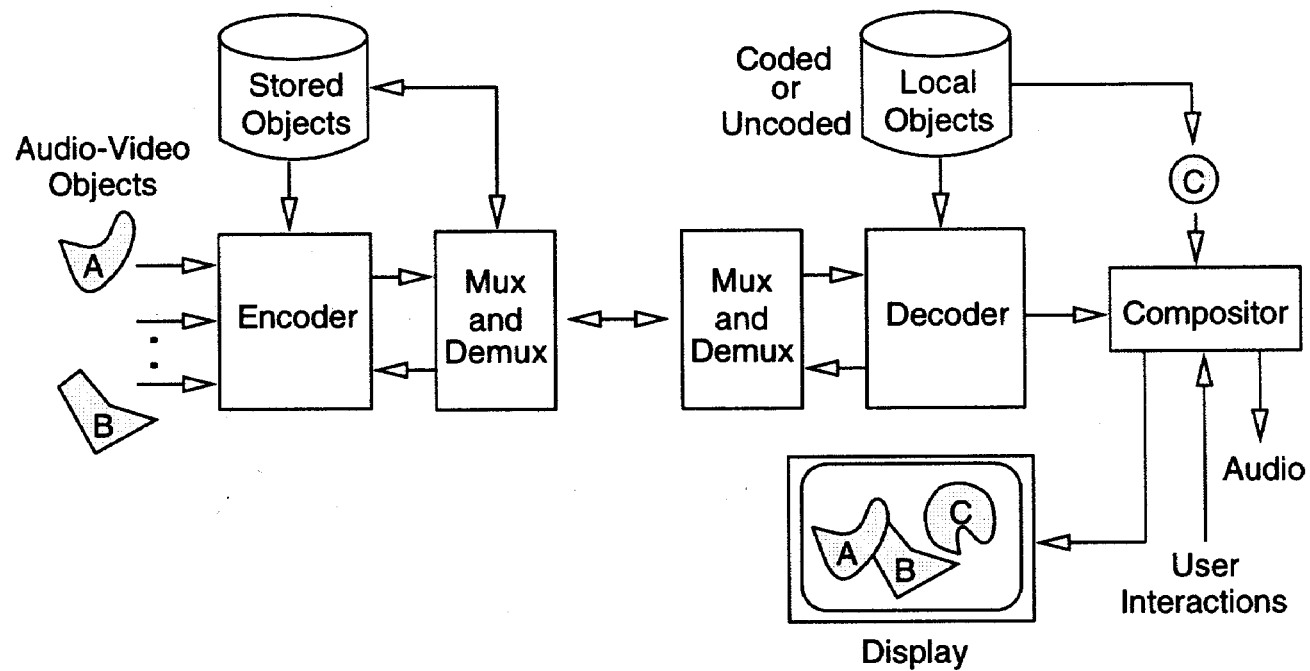 Stored
Objects
Coded
or
Uncoded
Local
Objects
Audio-Video
Objects
A
B
C
Encoder
Mux
and
Demux
Mux
and
Demux
Decoder
Compositor
Audio
A
B
C
User
Interactions
Display